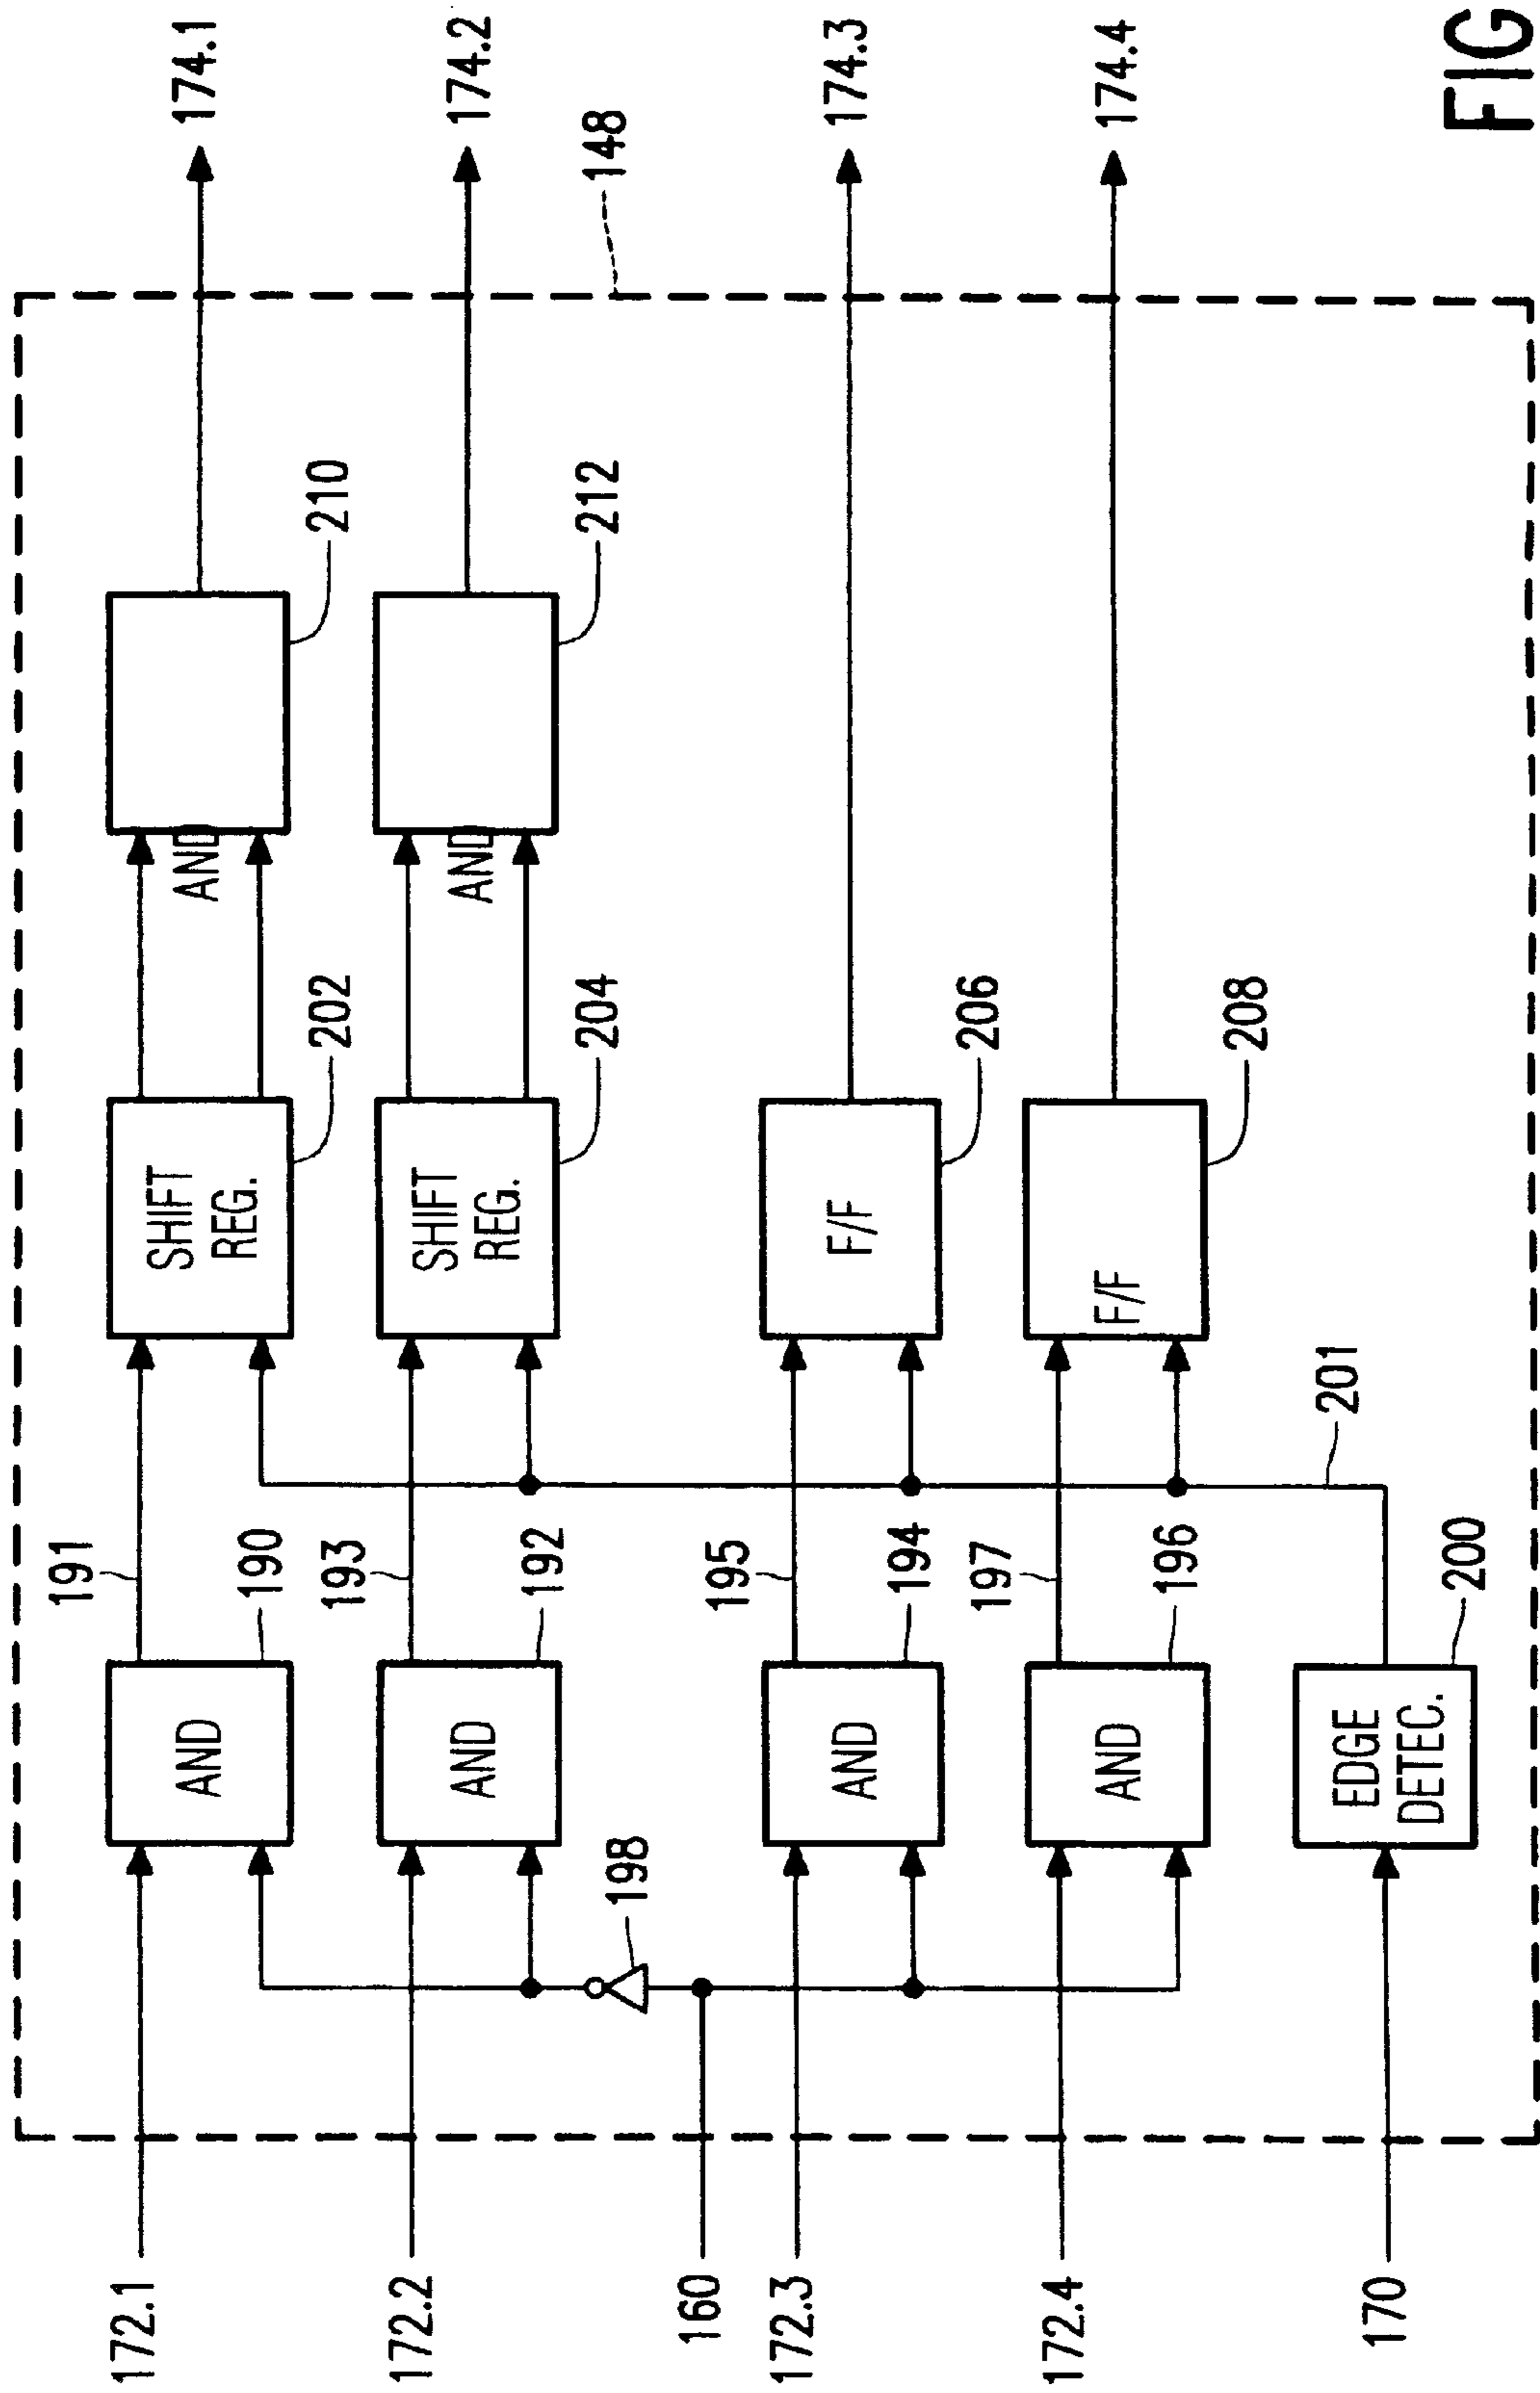 172.1
172.2
160
172.3
172.4
170
191
190
193
192
198
195
194
197
196
200
201
AND
AND
AND
AND
EDGE
DETEC.
SHIFT
REG.
202
SHIFT
REG.
204
F/F
206
F/F
208
AND
210
AND
212
148
174.1
174.2
174.3
174.4
FIG